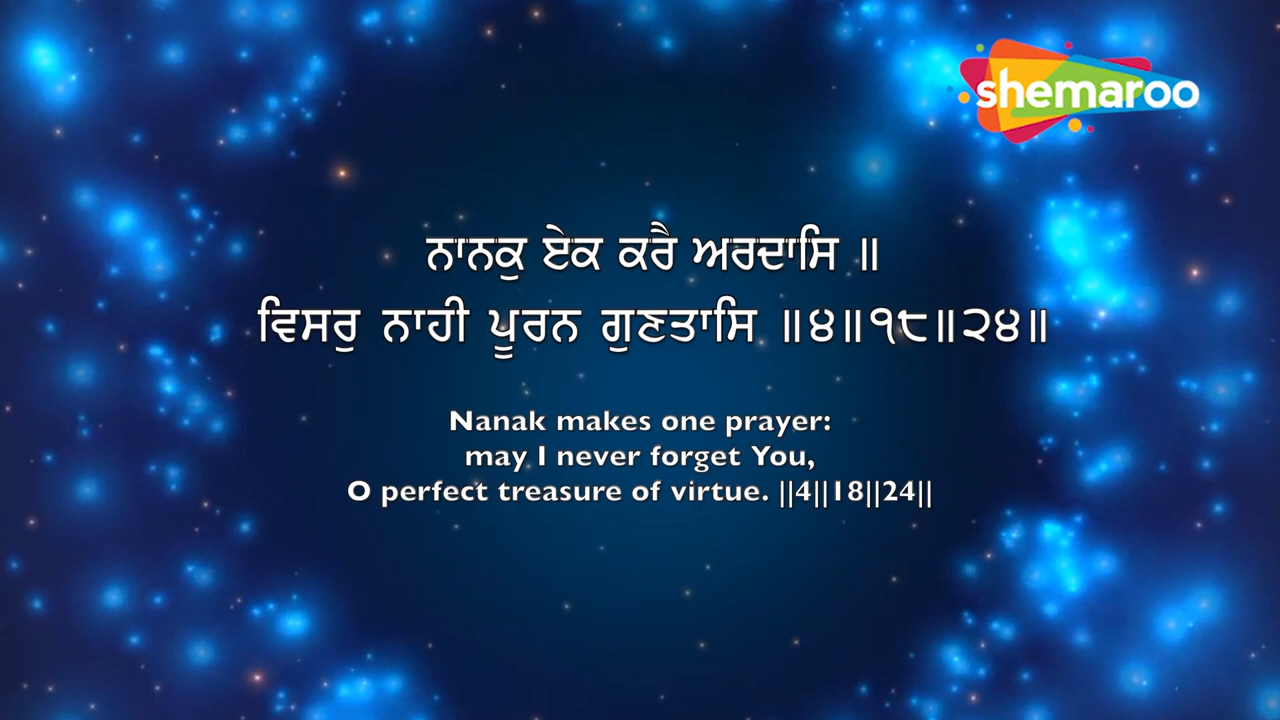 shemaroo
ਨਾਨਕੁ ਏਕ ਕਰੈ ਅਰਦਾਸਿ ॥
ਵਿਸਰੁ ਨਾਹੀ ਪੂਰਨ ਗੁਣਤਾਸਿ ॥੪॥੧੮॥੨੪॥
Nanak makes one prayer:
may I never forget You,
O perfect treasure of virtue. ||4||18||24||